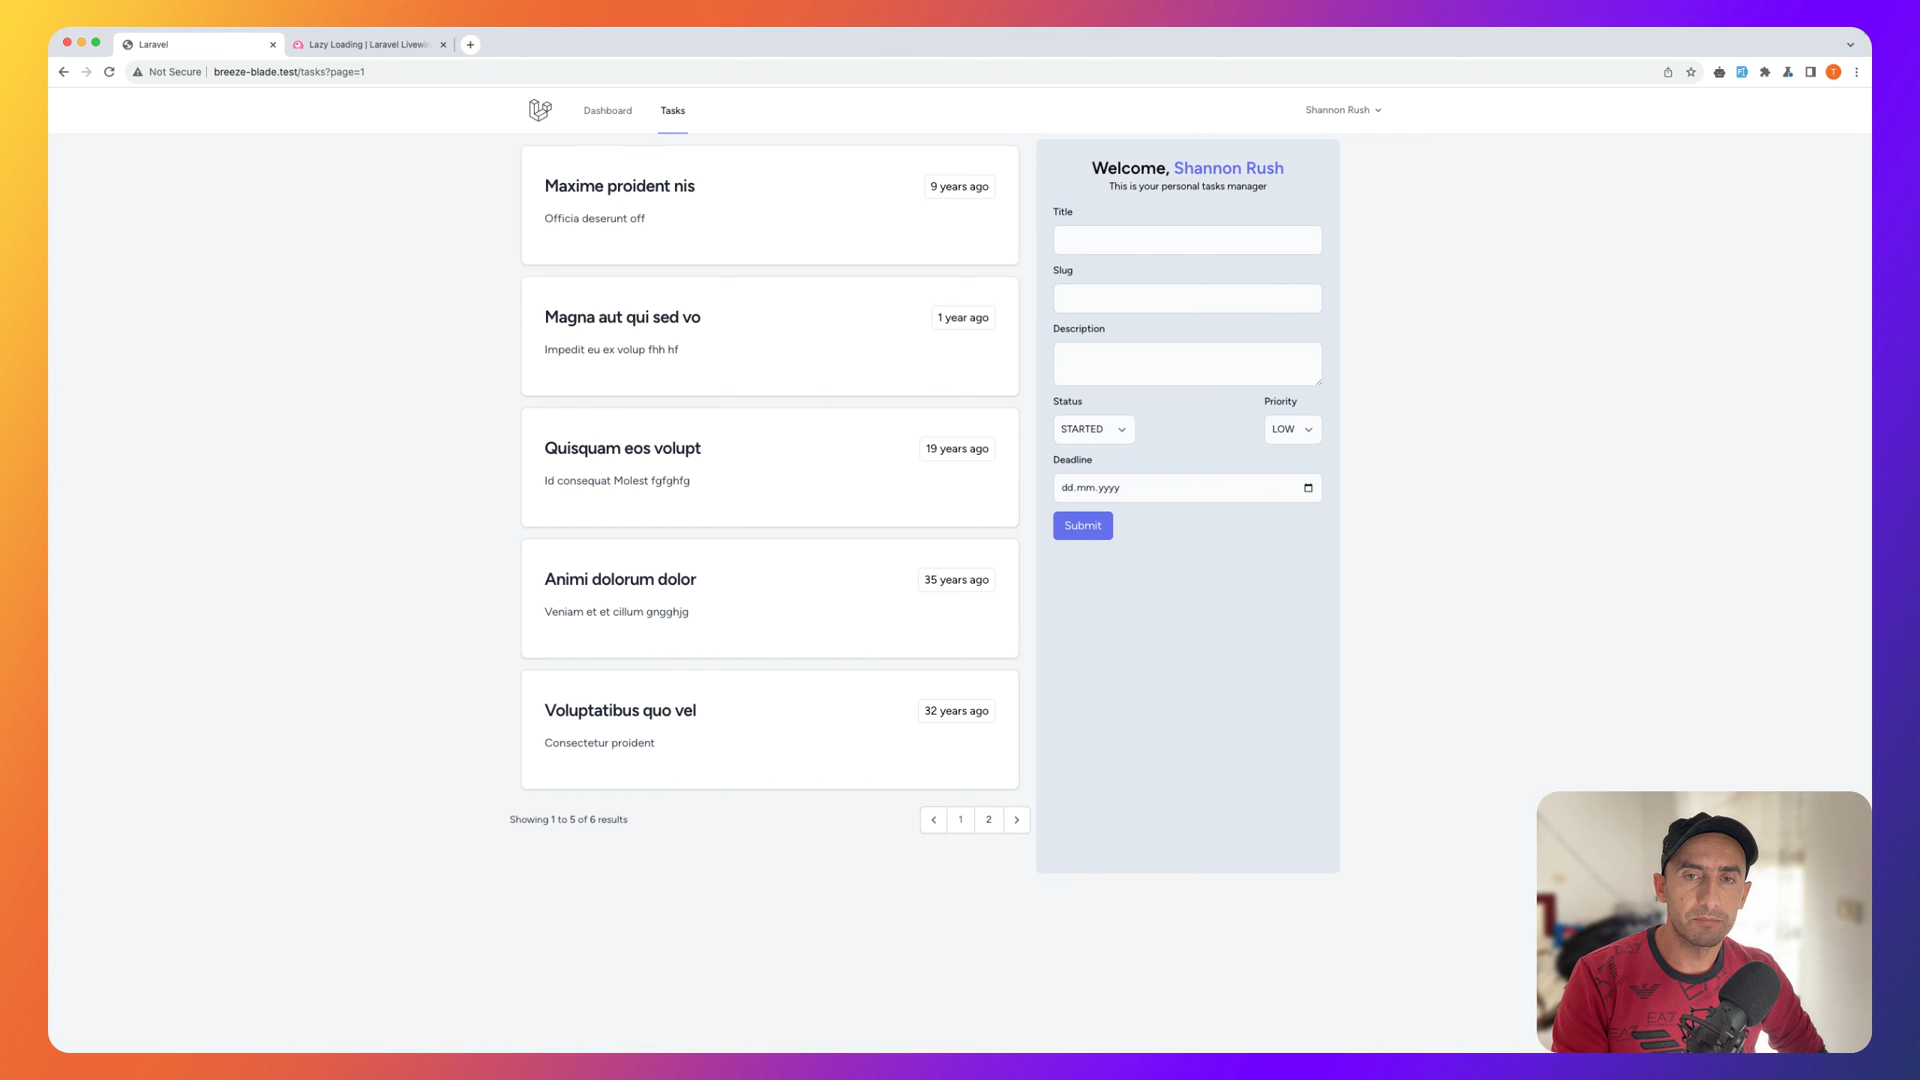 Laravel
Lazy Loading | Laravel Livewir
Not Secure
breeze-blade.test/tasks?page=1
T
Dashboard
Tasks
Shannon Rush
Maxime proident nis
9 years ago
Officia deserunt off
Magna aut qui sed vo
1 year ago
Impedit eu ex volup fhh hf
Quisquam eos volupt
19 years ago
Id consequat Molest fgfghfg
Animi dolorum dolor
35 years ago
Veniam et et cillum gngghjg
Voluptatibus quo vel
32 years ago
Consectetur proident
Showing 1 to 5 of 6 results
1
2
Welcome, Shannon Rush
This is your personal tasks manager
Title
Slug
Description
Status
Priority
STARTED
LOW
Deadline
dd.mm.yyyy
Submit
EA7
EA7